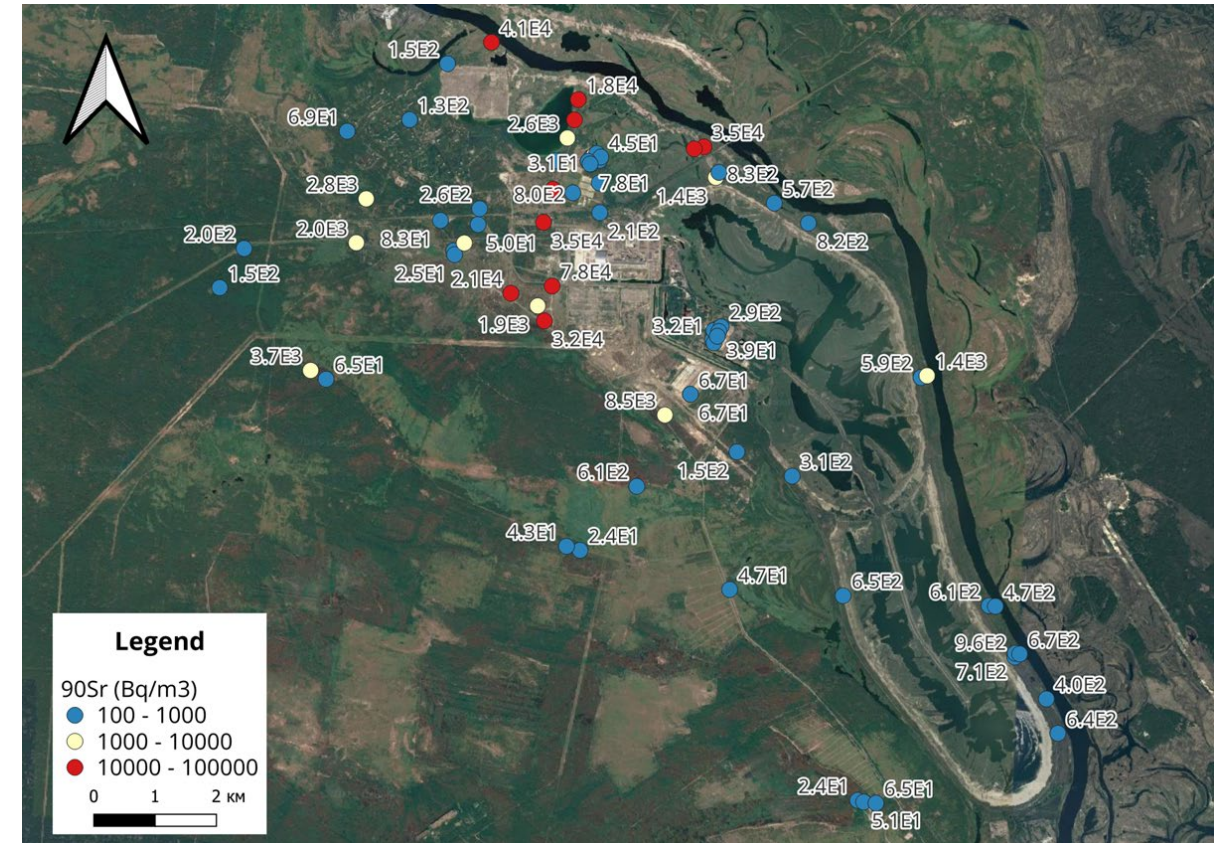 4.1E4
1.5E2
1.8E4
1.3E2
2.6E3
6.9E1
4.5E1
3.5E4
3.1E1
8.3E2
2.8E3
7.8E1
5.7E2
2.6E2
8.0E2
1.4E3
2.0E3
2.0E2
8.3E1
5.0E1
3.5E4
2.1E2
8.2E2
2.5E1
2.1E4
7.8E4
1.5E2
1.9E3
3.2E4
3.2E1
2.9E2
3.9E1
3.7E3
6.5E1
5.9E2
1.4E3
6.7E1
8.5E3
6.7E1
6.1E2
1.5E2
3.1E2
4.3E1
2.4E1
4.7E1
6.5E2
6.1E2
4.7E2
9.6E2
6.7E2
7.1E2
4.0E2
6.4E2
2.4E1
6.5E1
5.1E1
Legend
90Sr (Bq/m3)
100 - 1000
1000 - 10000
10000 - 100000
0 1 2 км